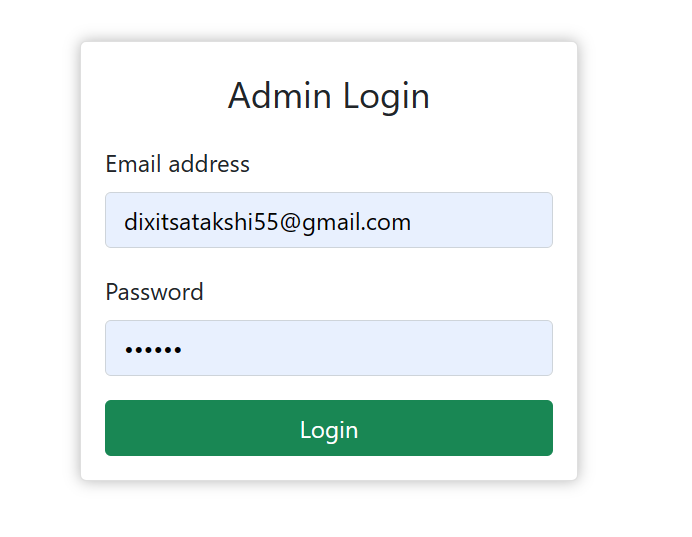 Admin Login
Email address
dixitsatakshi55@gmail.com
Password
••••••
Login